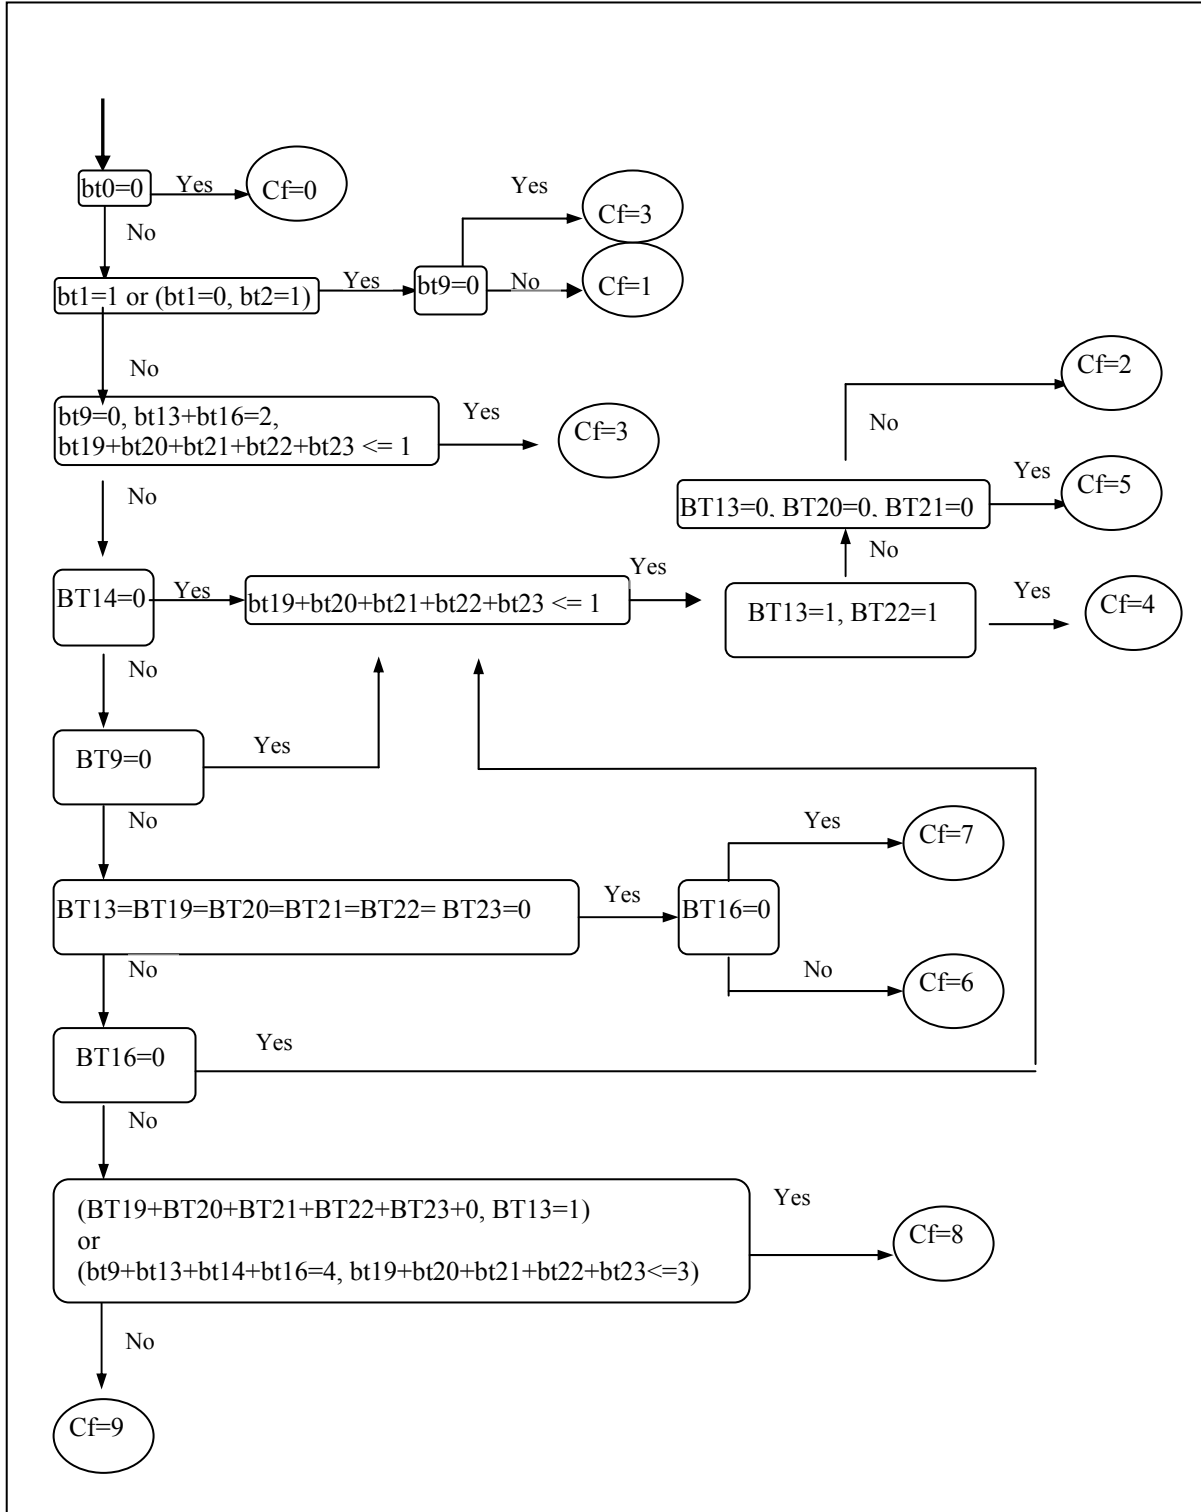 bt0=0
Yes
Cf=0
No
Yes
Cf=3
bt1=1 or (bt1=0, bt2=1)
Yes
bt9=0
No
Cf=1
No
bt9=0, bt13+bt16=2,
bt19+bt20+bt21+bt22+bt23 <= 1
Yes
Cf=3
Cf=2
No
BT13=0, BT20=0, BT21=0
Yes
Cf=5
No
No
BT14=0
Yes
bt19+bt20+bt21+bt22+bt23 <= 1
Yes
BT13=1, BT22=1
Yes
Cf=4
No
BT9=0
Yes
No
Yes
Cf=7
BT13=BT19=BT20=BT21=BT22= BT23=0
Yes
BT16=0
No
Cf=6
No
BT16=0
Yes
No
(BT19+BT20+BT21+BT22+BT23+0, BT13=1)
or
(bt9+bt13+bt14+bt16=4, bt19+bt20+bt21+bt22+bt23<=3)
Yes
Cf=8
No
Cf=9